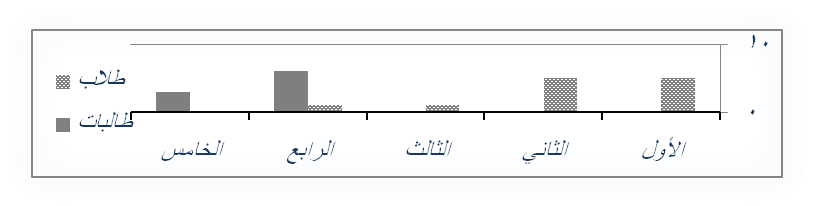 ١٠
٠
الأول
الثاني
الثالث
الرابع
الخامس
طلاب
طالبات